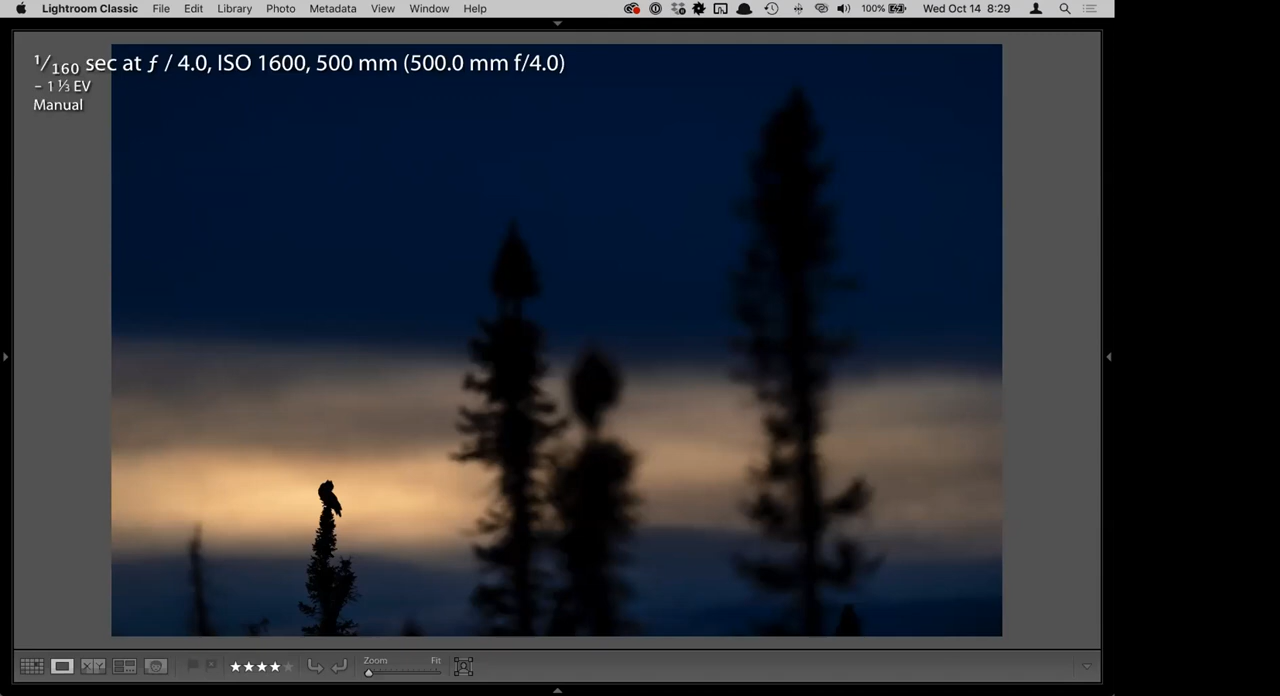 Lightroom Classic File Edit Library Photo Metadata Develop View Window Help 100% Wed Oct 14 8:29
1/160 sec at ƒ / 4.0, ISO 1600, 500 mm (500.0 mm f/4.0)
- 1 ⅓ EV
Manual
Zoom Fit